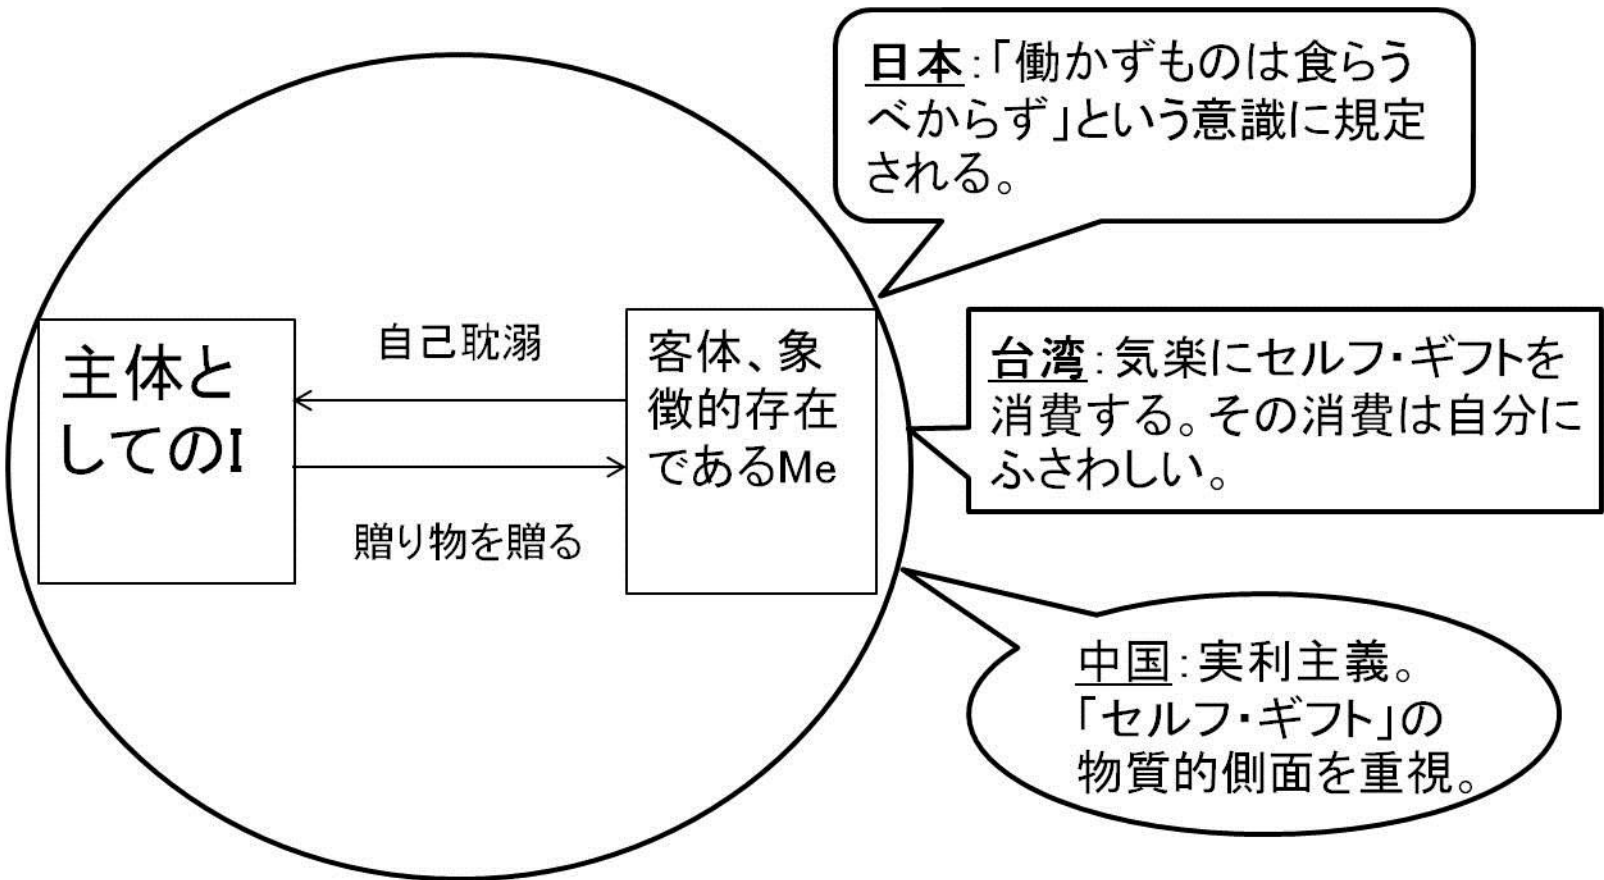 日本:「働かずものは食らう
べからず」という意識に規定
される。
主体と
してのI
自己耽溺
贈り物を贈る
客体、象
徴的存在
であるMe
台湾:気楽にセルフ・ギフトを
消費する。その消費は自分に
ふさわしい。
中国:実利主義。
「セルフ・ギフト」の
物質的側面を重視。